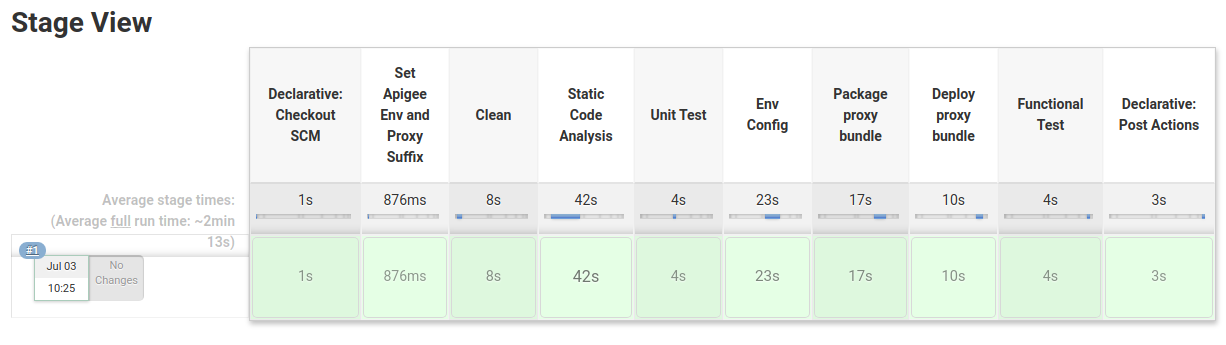 Stage View
Declarative:
Checkout
SCM
Set
Apigee
Env and
Proxy
Suffix
Clean
Static
Code
Analysis
Unit Test
Env
Config
Package
proxy
bundle
Deploy
proxy
bundle
Functional
Test
Declarative:
Post Actions
Average stage times:
(Average full run time: ~2min
13s)
1s
876ms
8s
42s
4s
23s
17s
10s
4s
3s
#1
Jul 03
10:25
No
Changes
1s
876ms
8s
42s
4s
23s
17s
10s
4s
3s